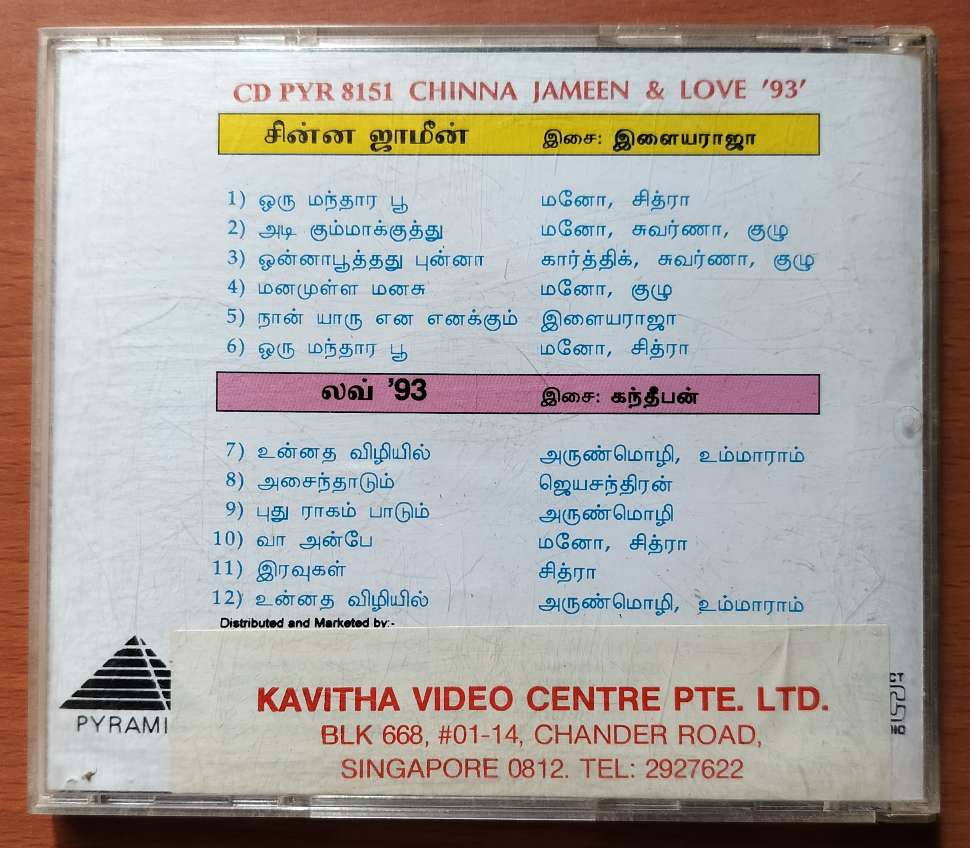 CD PYR 8151 CHINNA JAMEEN & LOVE '93'
சின்ன ஜாமீன் இசை: இளையராஜா
1) ஒரு மந்தார பூ மனோ, சித்ரா
2) அடி கும்மாக்குத்து மனோ, சுவர்ணா, குழு
3) ஒன்னாபூத்தது புன்னா கார்த்திக், சுவர்ணா, குழு
4) மனமுள்ள மனசு மனோ, குழு
5) நான் யாரு என எனக்கும் இளையராஜா
6) ஒரு மந்தார பூ மனோ, சித்ரா
லவ் '93 இசை: கந்தீபன்
7) உன்னத விழியில் அருண்மொழி, உம்மாராம்
8) அசைந்தாடும் ஜெயசந்திரன்
9) புது ராகம் பாடும் அருண்மொழி
10) வா அன்பே மனோ, சித்ரா
11) இரவுகள் சித்ரா
12) உன்னத விழியில் அருண்மொழி, உம்மாராம்
Distributed and Marketed by:-
PYRAMI
KAVITHA VIDEO CENTRE PTE. LTD.
BLK 668, #01-14, CHANDER ROAD,
SINGAPORE 0812. TEL: 2927622